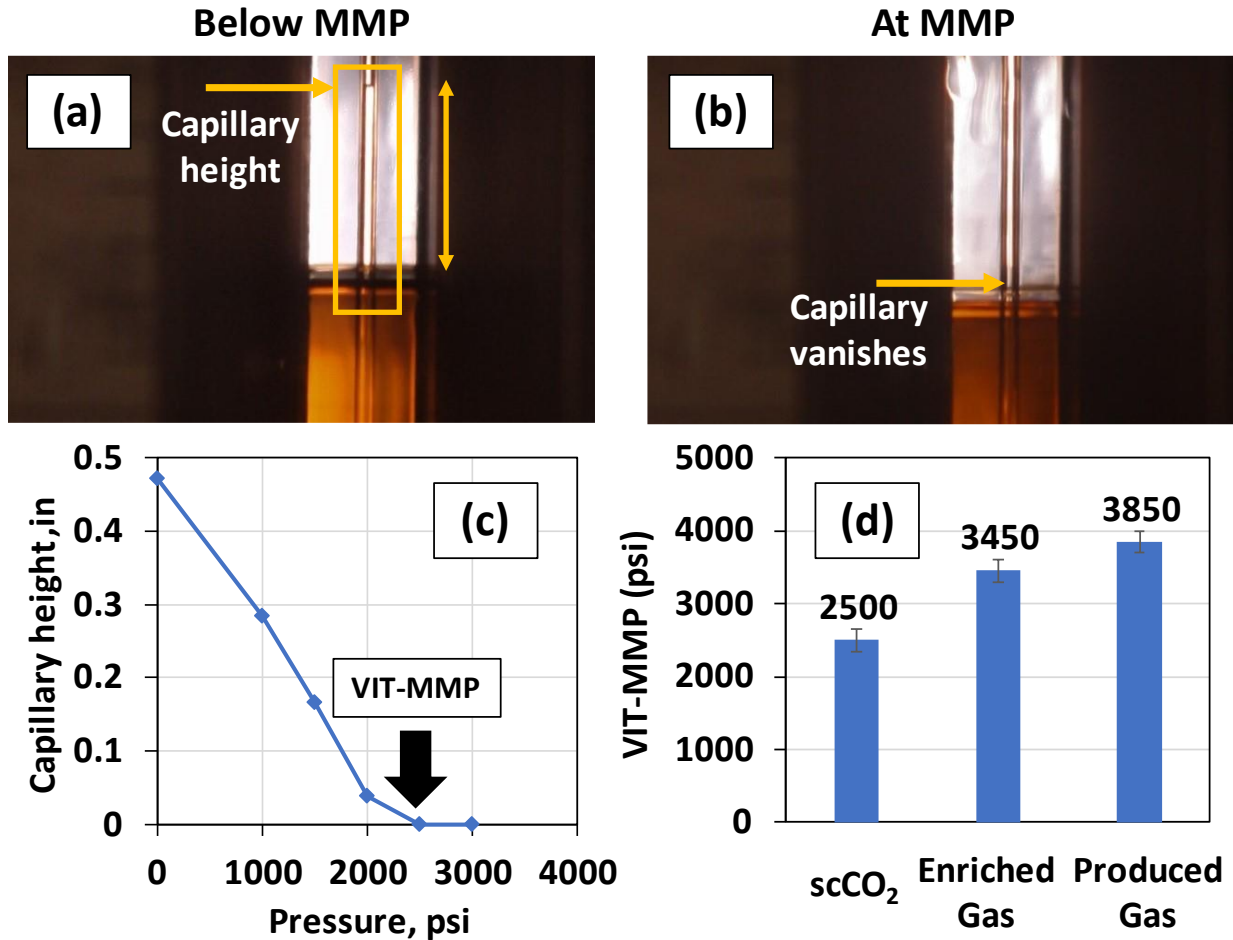 Below MMP
At MMP
(a)
Capillary
height
(b)
Capillary
vanishes
Capillary height,in
0.5
0.4
0.3
0.2
0.1
0
(c)
VIT-MMP
0 1000 2000 3000 4000
Pressure, psi
VIT-MMP (psi)
5000
4000
3000
2000
1000
0
(d)
2500
3450
3850
scCO₂
Enriched
Gas
Produced
Gas